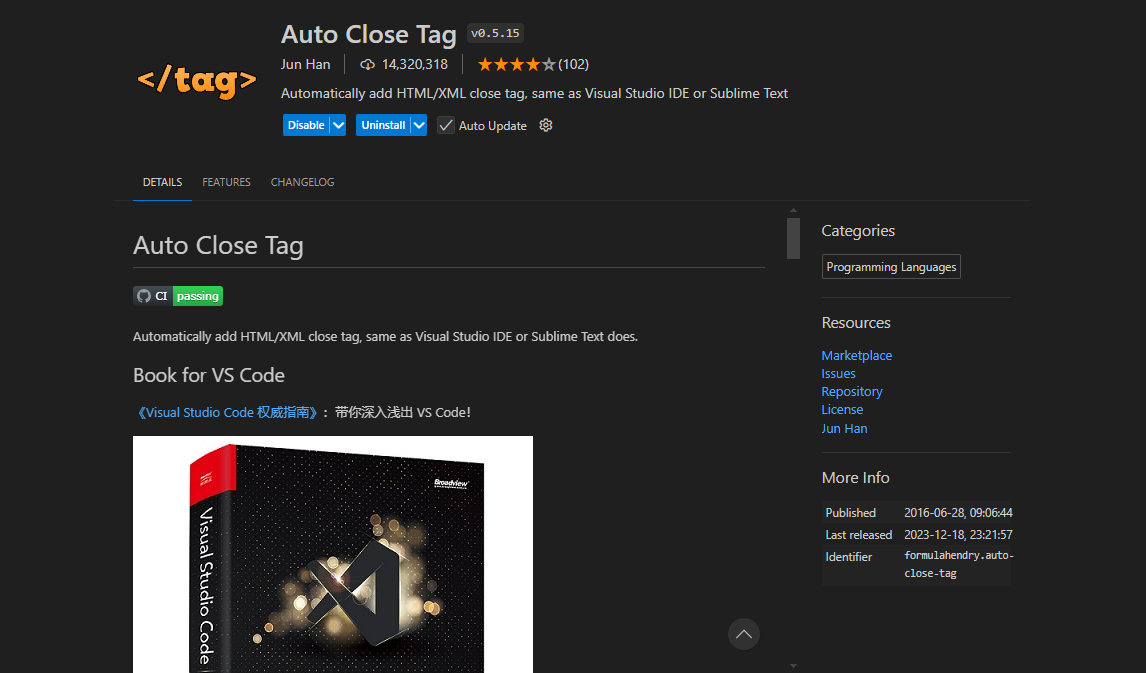 Auto Close Tag v0.5.15
</tag>
Jun Han 14,320,318 (102)
Automatically add HTML/XML close tag, same as Visual Studio IDE or Sublime Text
Disable Uninstall Auto Update
DETAILS FEATURES CHANGELOG
Auto Close Tag
CI passing
Automatically add HTML/XML close tag, same as Visual Studio IDE or Sublime Text does.
Book for VS Code
《Visual Studio Code 权威指南》：带你深入浅出 VS Code！
Broadview
Visual Studio Code
Categories
Programming Languages
Resources
Marketplace
Issues
Repository
License
Jun Han
More Info
Published 2016-06-28, 09:06:44
Last released 2023-12-18, 23:21:57
Identifier formulahendry.auto-
close-tag